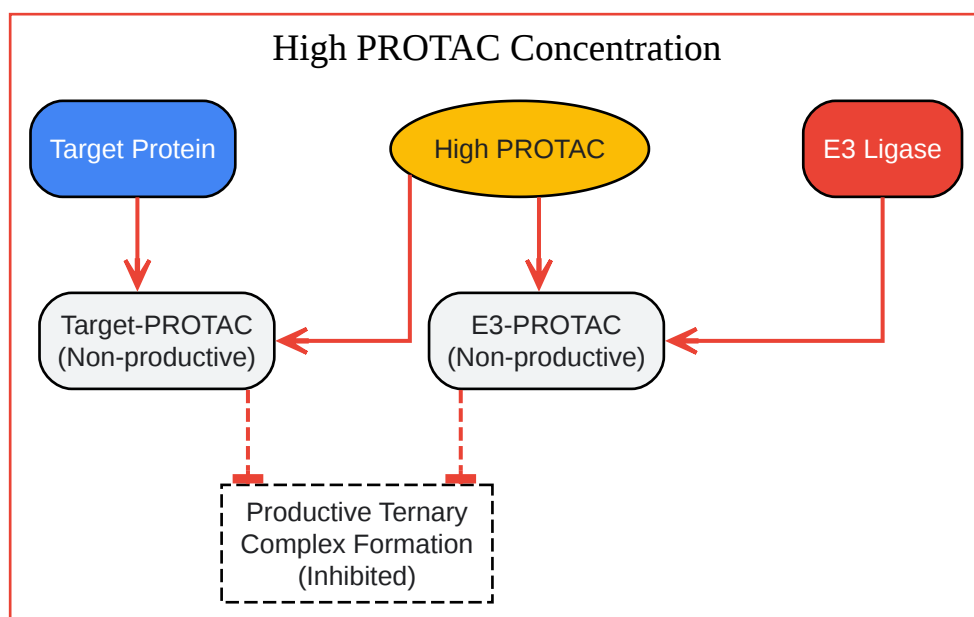 High PROTAC Concentration
Target Protein
High PROTAC
E3 Ligase
Target-PROTAC
(Non-productive)
E3-PROTAC
(Non-productive)
Productive Ternary
Complex Formation
(Inhibited)